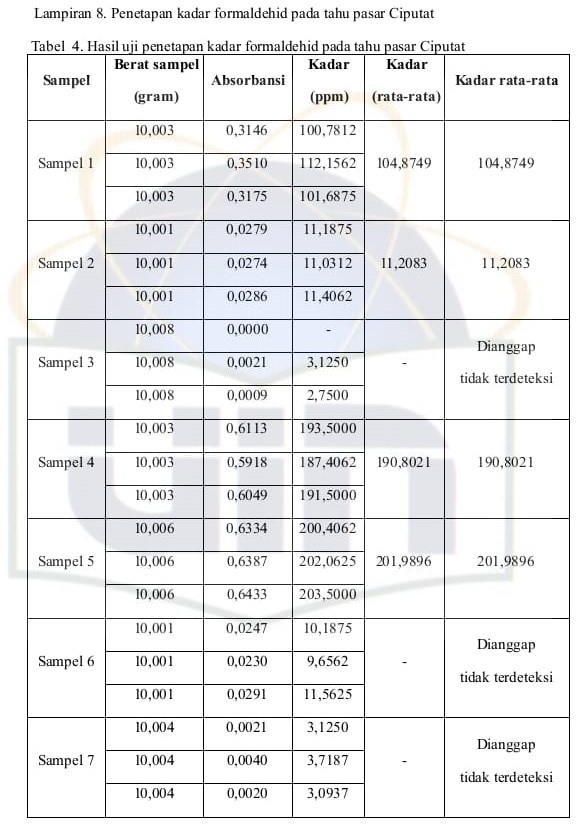 Lampiran 8. Penetapan kadar formaldehid pada tahu pasar Ciputat
Tabel 4. Hasil uji penetapan kadar formaldehid pada tahu pasar Ciputat
Sampel Berat sampel (gram) Absorbansi Kadar (ppm) Kadar (rata-rata) Kadar rata-rata
10,003 0,3146 100,7812
Sampel 1 10,003 0,3510 112,1562 104,8749 104,8749
10,003 0,3175 101,6875
10,001 0,0279 11,1875
Sampel 2 10,001 0,0274 11,0312 11,2083 11,2083
10,001 0,0286 11,4062
10,008 0,0000 -
Sampel 3 10,008 0,0021 3,1250 - Dianggap tidak terdeteksi
10,008 0,0009 2,7500
10,003 0,6113 193,5000
Sampel 4 10,003 0,5918 187,4062 190,8021 190,8021
10,003 0,6049 191,5000
10,006 0,6334 200,4062
Sampel 5 10,006 0,6387 202,0625 201,9896 201,9896
10,006 0,6433 203,5000
10,001 0,0247 10,1875
Sampel 6 10,001 0,0230 9,6562 - Dianggap tidak terdeteksi
10,001 0,0291 11,5625
10,004 0,0021 3,1250
Sampel 7 10,004 0,0040 3,7187 - Dianggap tidak terdeteksi
10,004 0,0020 3,0937